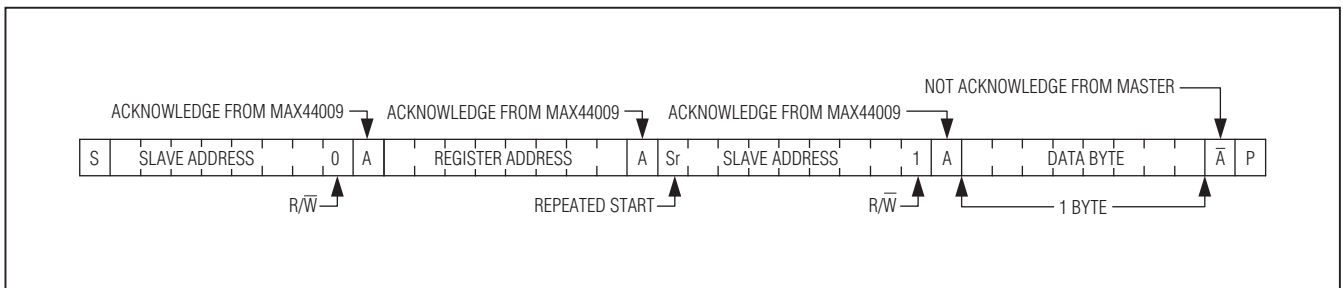 NOT ACKNOWLEDGE FROM MASTER
ACKNOWLEDGE FROM MAX44009 ACKNOWLEDGE FROM MAX44009 ACKNOWLEDGE FROM MAX44009
S SLAVE ADDRESS 0 A REGISTER ADDRESS A Sr SLAVE ADDRESS 1 A DATA BYTE A̅ P
R/W̅ REPEATED START R/W̅ 1 BYTE